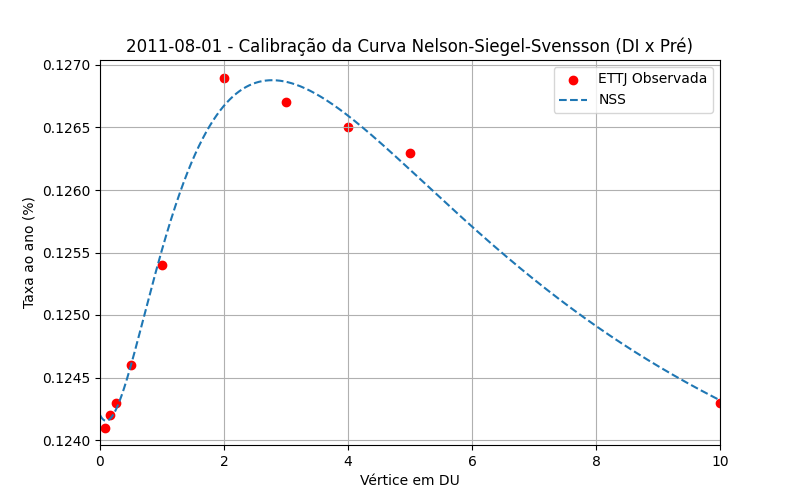 2011-08-01 - Calibração da Curva Nelson-Siegel-Svensson (DI x Pré)
ETTJ Observada
NSS
Taxa ao ano (%)
0.1270
0.1265
0.1260
0.1255
0.1250
0.1245
0.1240
0 2 4 6 8 10
Vértice em DU